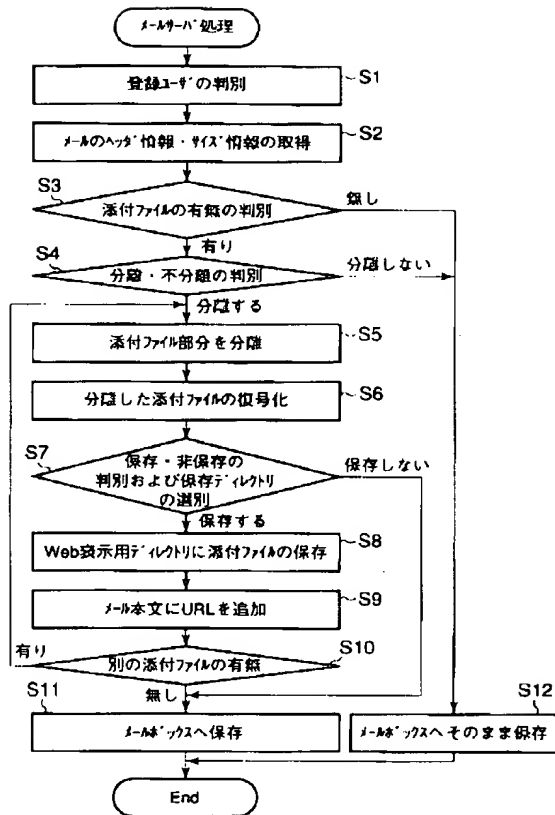 メールサーバ処理
登録ユーザの判別
S1
メールのヘッダ情報・サイズ情報の取得
S2
S3
添付ファイルの有無の判別
無し
有り
S4
分離・不分離の判別
分離しない
分離する
添付ファイル部分を分離
S5
分離した添付ファイルの復号化
S6
S7
保存・非保存の
判別および保存ディレクトリ
の選別
保存しない
保存する
Web表示用ディレクトリに添付ファイルの保存
S8
メール本文にURLを追加
S9
有り
別の添付ファイルの有無
S10
無し
S11
メールボックスへ保存
S12
メールボックスへそのまま保存
End